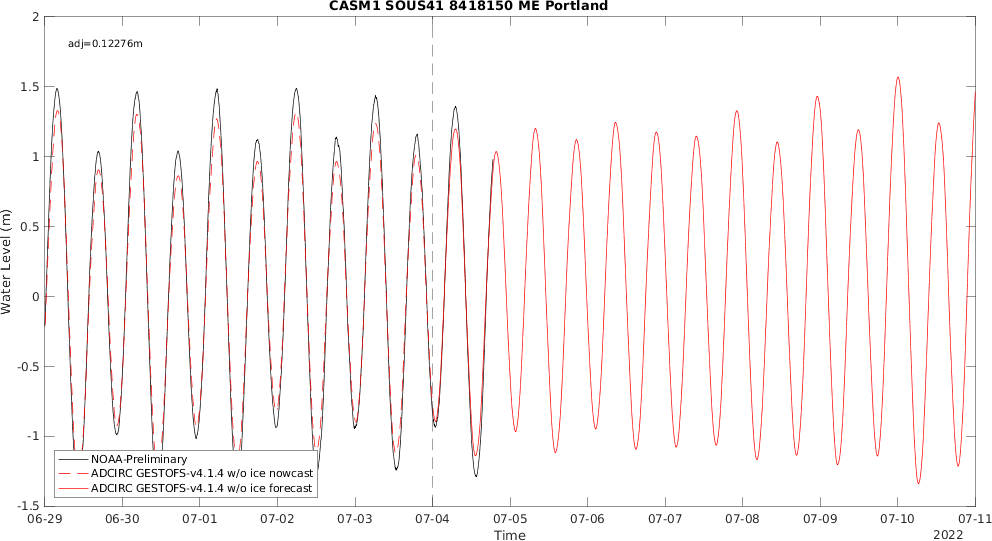 CASM1 SOUS41 8418150 ME Portland
adj=0.12276m
2
1.5
1
0.5
0
-0.5
-1
-1.5
Water Level (m)
NOAA-Preliminary
ADCIRC GESTOFS-v4.1.4 w/o ice nowcast
ADCIRC GESTOFS-v4.1.4 w/o ice forecast
06-29 06-30 07-01 07-02 07-03 07-04 07-05 07-06 07-07 07-08 07-09 07-10 07-11
Time
2022